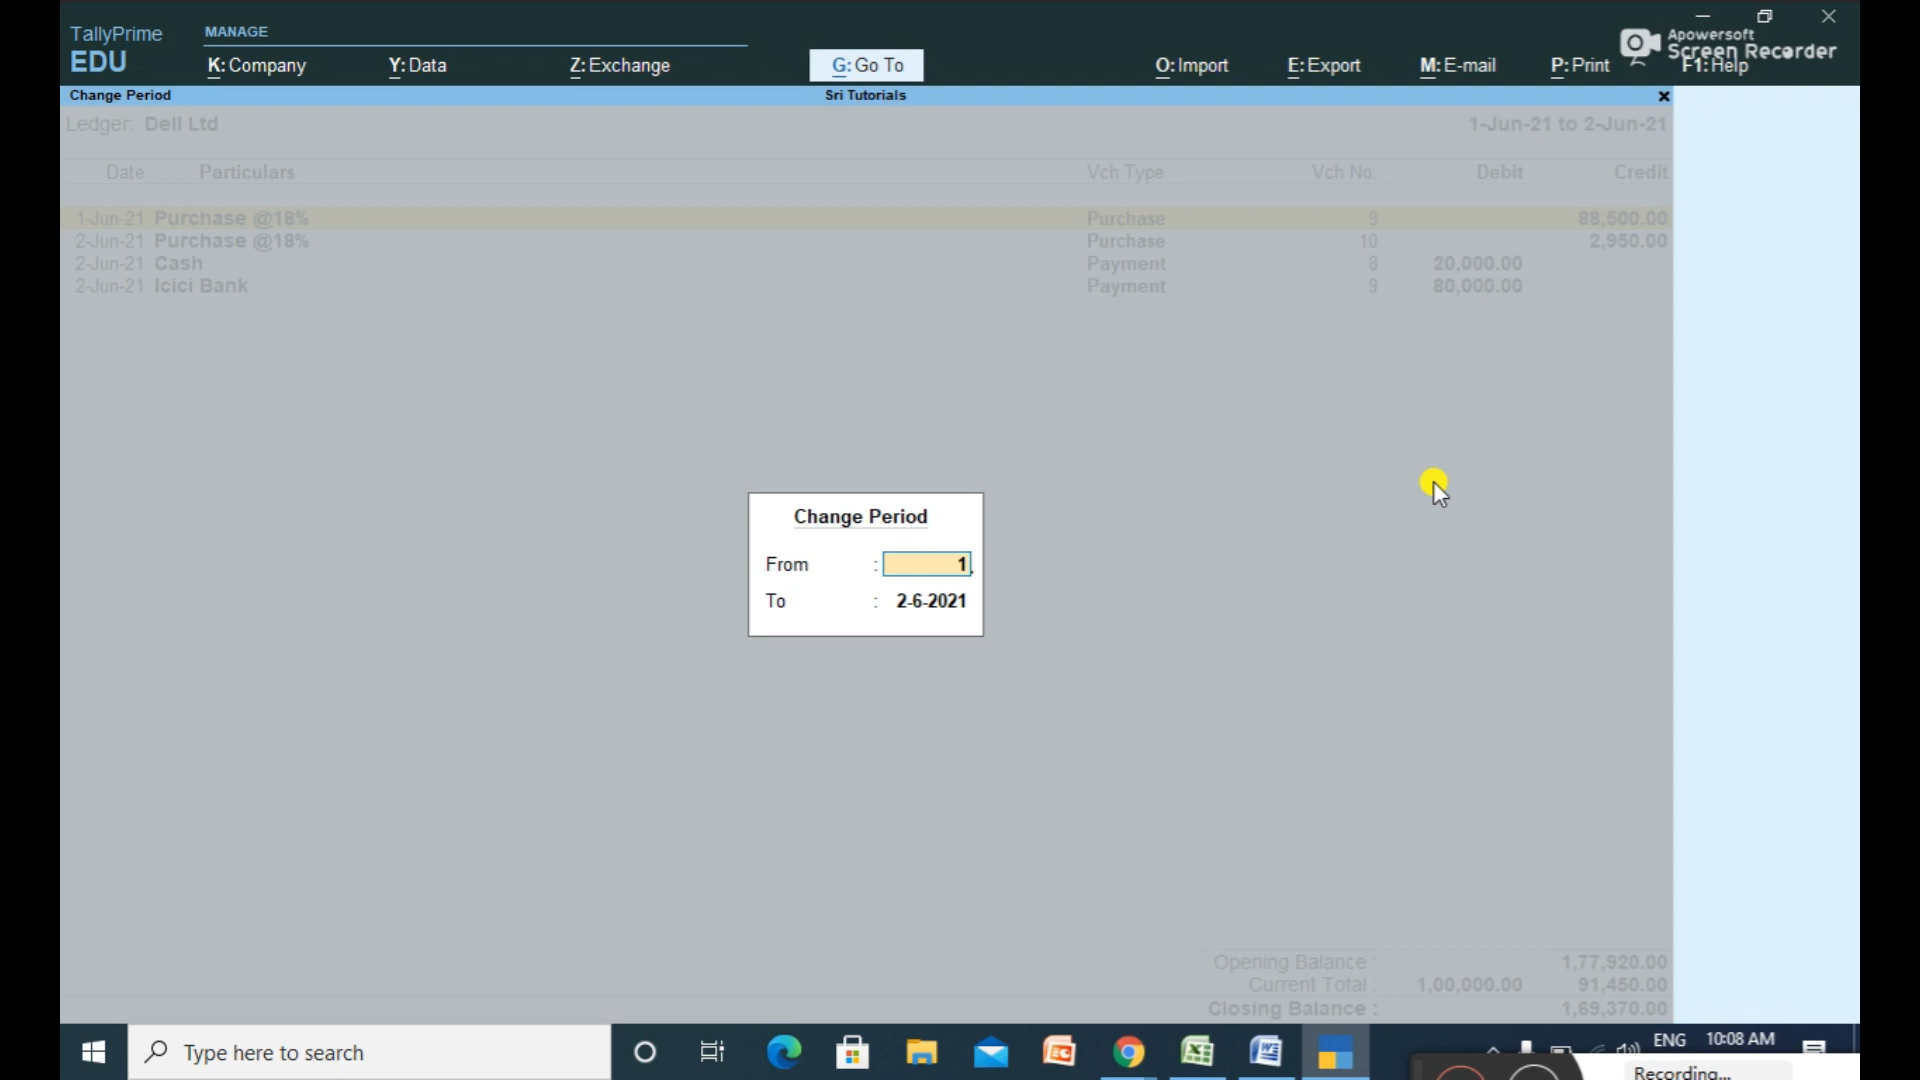 TallyPrime
EDU
MANAGE
K: Company
Y: Data
Z: Exchange
G: Go To
O: Import
E: Export
M: E-mail
P: Print
F1: Help
Apowersoft
Screen Recorder
Change Period
Sri Tutorials
Ledger: Dell Ltd
1-Jun-21 to 2-Jun-21
Date Particulars Vch Type Vch No. Debit Credit
1-Jun-21 Purchase @18% Purchase 9 88,500.00
2-Jun-21 Purchase @18% Purchase 10 2,950.00
2-Jun-21 Cash Payment 8 20,000.00
2-Jun-21 Icici Bank Payment 9 80,000.00
Change Period
From : 1.
To : 2-6-2021
Opening Balance : 1,77,920.00
Current Total : 1,00,000.00 91,450.00
Closing Balance : 1,69,370.00
Type here to search
ENG 10:08 AM
Recording...